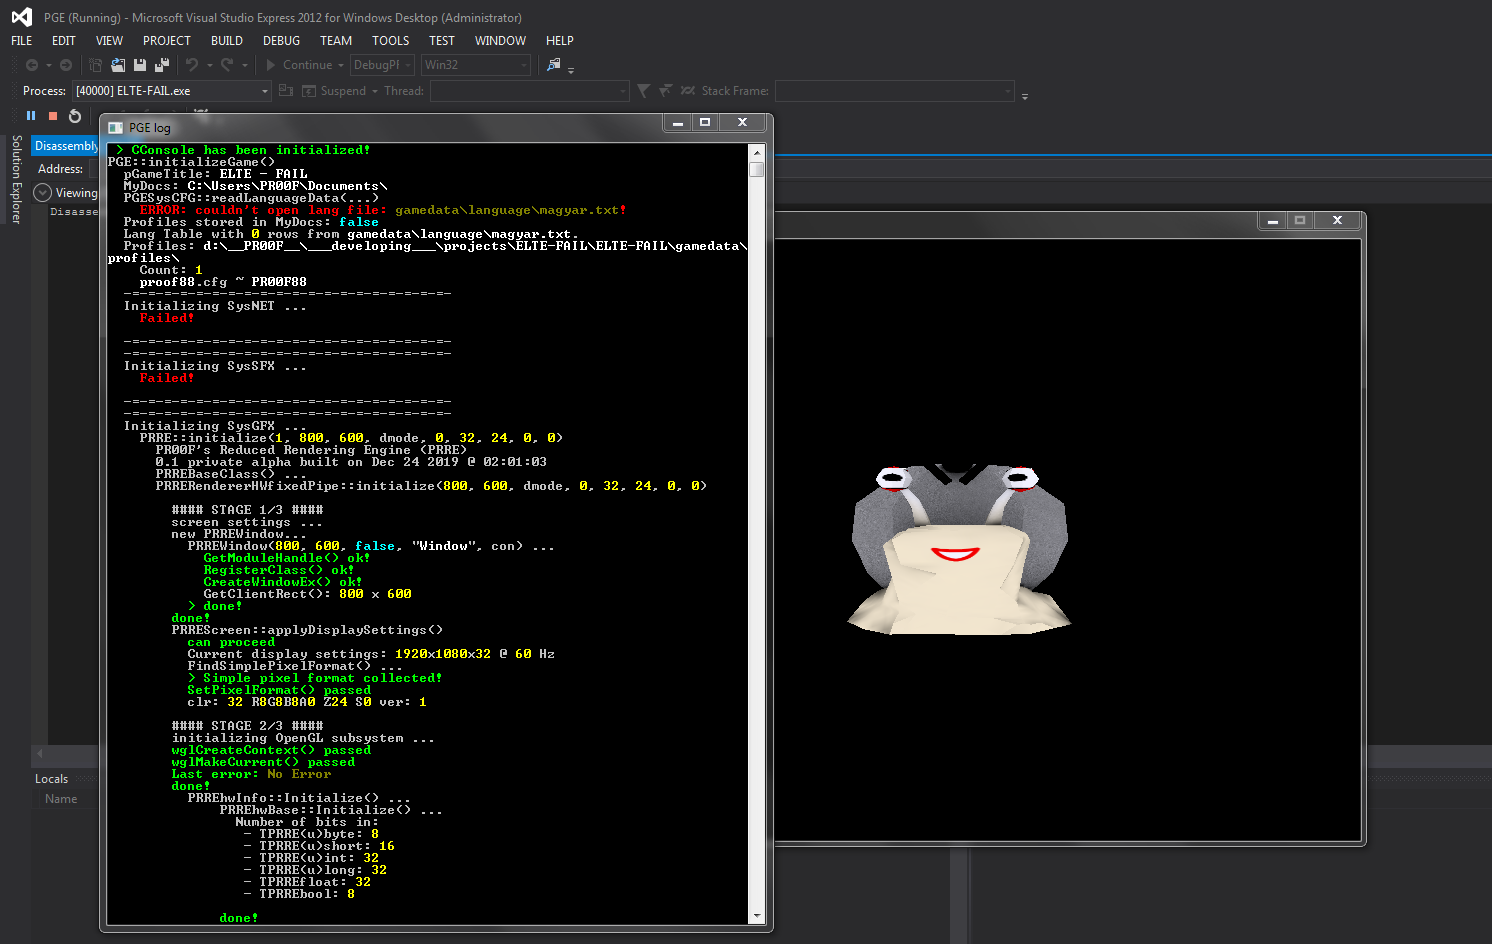 PGE (Running) - Microsoft Visual Studio Express 2012 for Windows Desktop (Administrator)
FILE EDIT VIEW PROJECT BUILD DEBUG TEAM TOOLS TEST WINDOW HELP
Continue DebugPF Win32
Process: [40000] ELTE-FAIL.exe Suspend Thread: Stack Frame:
Solution Explorer
Disassembly
Address:
Viewing
Disasse
PGE log
> CConsole has been initialized!
PGE::initializeGame()
pGameTitle: ELTE - FAIL
MyDocs: C:\Users\PR00F\Documents\
PGESysCFG::readLanguageData(...)
ERROR: couldn't open lang file: gamedata\language\magyar.txt!
Profiles stored in MyDocs: false
Lang Table with 0 rows from gamedata\language\magyar.txt.
Profiles: d:\__PR00F__\___developing___\projects\ELTE-FAIL\ELTE-FAIL\gamedata\
profiles\
Count: 1
proof88.cfg ~ PR00F88
-=-=-=-=-=-=-=-=-=-=-=-=-=-=-=-=-=-=-=-=-
Initializing SysNET ...
Failed!
-=-=-=-=-=-=-=-=-=-=-=-=-=-=-=-=-=-=-=-=-
-=-=-=-=-=-=-=-=-=-=-=-=-=-=-=-=-=-=-=-=-
Initializing SysSFX ...
Failed!
-=-=-=-=-=-=-=-=-=-=-=-=-=-=-=-=-=-=-=-=-
-=-=-=-=-=-=-=-=-=-=-=-=-=-=-=-=-=-=-=-=-
Initializing SysGFX ...
PRRE::initialize(1, 800, 600, dmode, 0, 32, 24, 0, 0)
PR00F's Reduced Rendering Engine (PRRE)
0.1 private alpha built on Dec 24 2019 @ 02:01:03
PRREBaseClass() ...
PRRERendererHWfixedPipe::initialize(800, 600, dmode, 0, 32, 24, 0, 0)
#### STAGE 1/3 ####
screen settings ...
new PRREWindow...
PRREWindow(800, 600, false, "Window", con) ...
GetModuleHandle() ok!
RegisterClass() ok!
CreateWindowEx() ok!
GetClientRect(): 800 x 600
> done!
done!
PRREScreen::applyDisplaySettings()
can proceed
Current display settings: 1920x1080x32 @ 60 Hz
FindSimplePixelFormat() ...
> Simple pixel format collected!
SetPixelFormat() passed
clr: 32 R8G8B8A0 Z24 S0 ver: 1
#### STAGE 2/3 ####
initializing OpenGL subsystem ...
wglCreateContext() passed
wglMakeCurrent() passed
Last error: No Error
done!
PRREhwInfo::Initialize() ...
PRREhwBase::Initialize() ...
Number of bits in:
- TPRRE(u)byte: 8
- TPRRE(u)short: 16
- TPRRE(u)int: 32
- TPRRE(u)long: 32
- TPRREfloat: 32
- TPRREbool: 8
done!
Locals
Name